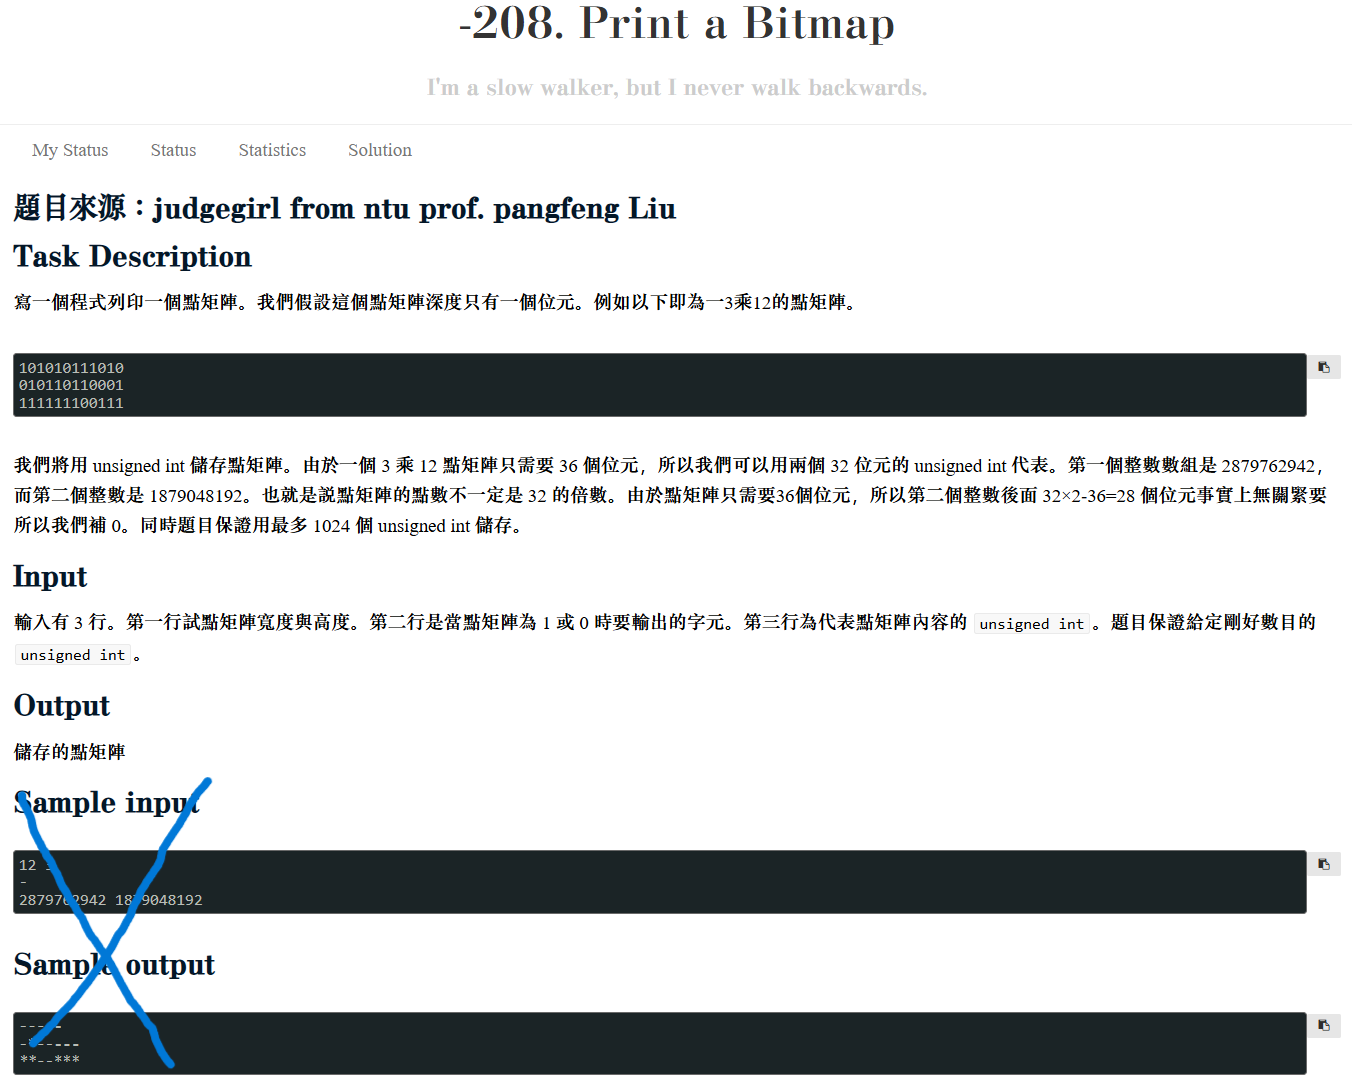 -208. Print a Bitmap
I'm a slow walker, but I never walk backwards.
My Status Status Statistics Solution
題目來源：judgegirl from ntu prof. pangfeng Liu
Task Description
寫一個程式列印一個點矩陣。我們假設這個點矩陣深度只有一個位元。例如以下即為一3乘12的點矩陣。
101010111010
010110110001
111111100111
我們將用 unsigned int 儲存點矩陣。由於一個 3 乘 12 點矩陣只需要 36 個位元，所以我們可以用兩個 32 位元的 unsigned int 代表。第一個整數數組是 2879762942，
而第二個整數是 1879048192。也就是説點矩陣的點數不一定是 32 的倍數。由於點矩陣只需要36個位元，所以第二個整數後面 32×2-36=28 個位元事實上無關緊要
所以我們補 0。同時題目保證用最多 1024 個 unsigned int 儲存。
Input
輸入有 3 行。第一行試點矩陣寬度與高度。第二行是當點矩陣為 1 或 0 時要輸出的字元。第三行為代表點矩陣內容的 unsigned int 。題目保證給定剛好數目的
unsigned int 。
Output
儲存的點矩陣
Sample input
12
-
2879762942 1879048192
Sample output
**--***